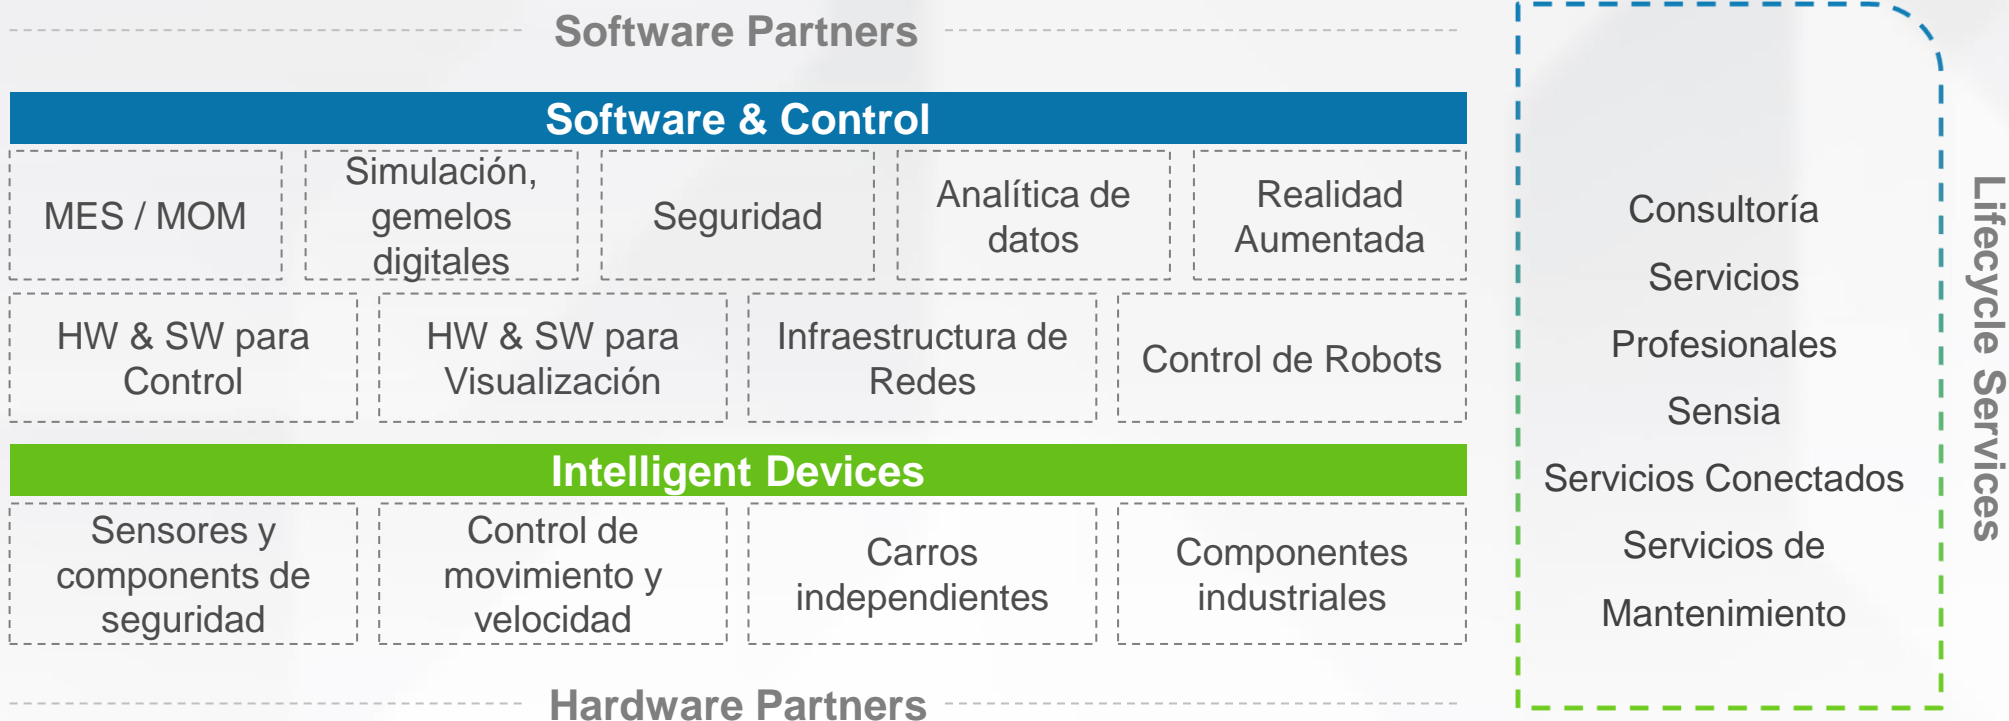 Software Partners
Software & Control
MES / MOM
Simulación,
gemelos
digitales
Seguridad
Analítica de
datos
Realidad
Aumentada
HW & SW para
Control
HW & SW para
Visualización
Infraestructura de
Redes
Control de Robots
Intelligent Devices
Sensores y
components de
seguridad
Control de
movimiento y
velocidad
Carros
independientes
Componentes
industriales
Hardware Partners
Consultoría
Servicios
Profesionales
Sensia
Servicios Conectados
Servicios de
Mantenimiento
Lifecycle Services